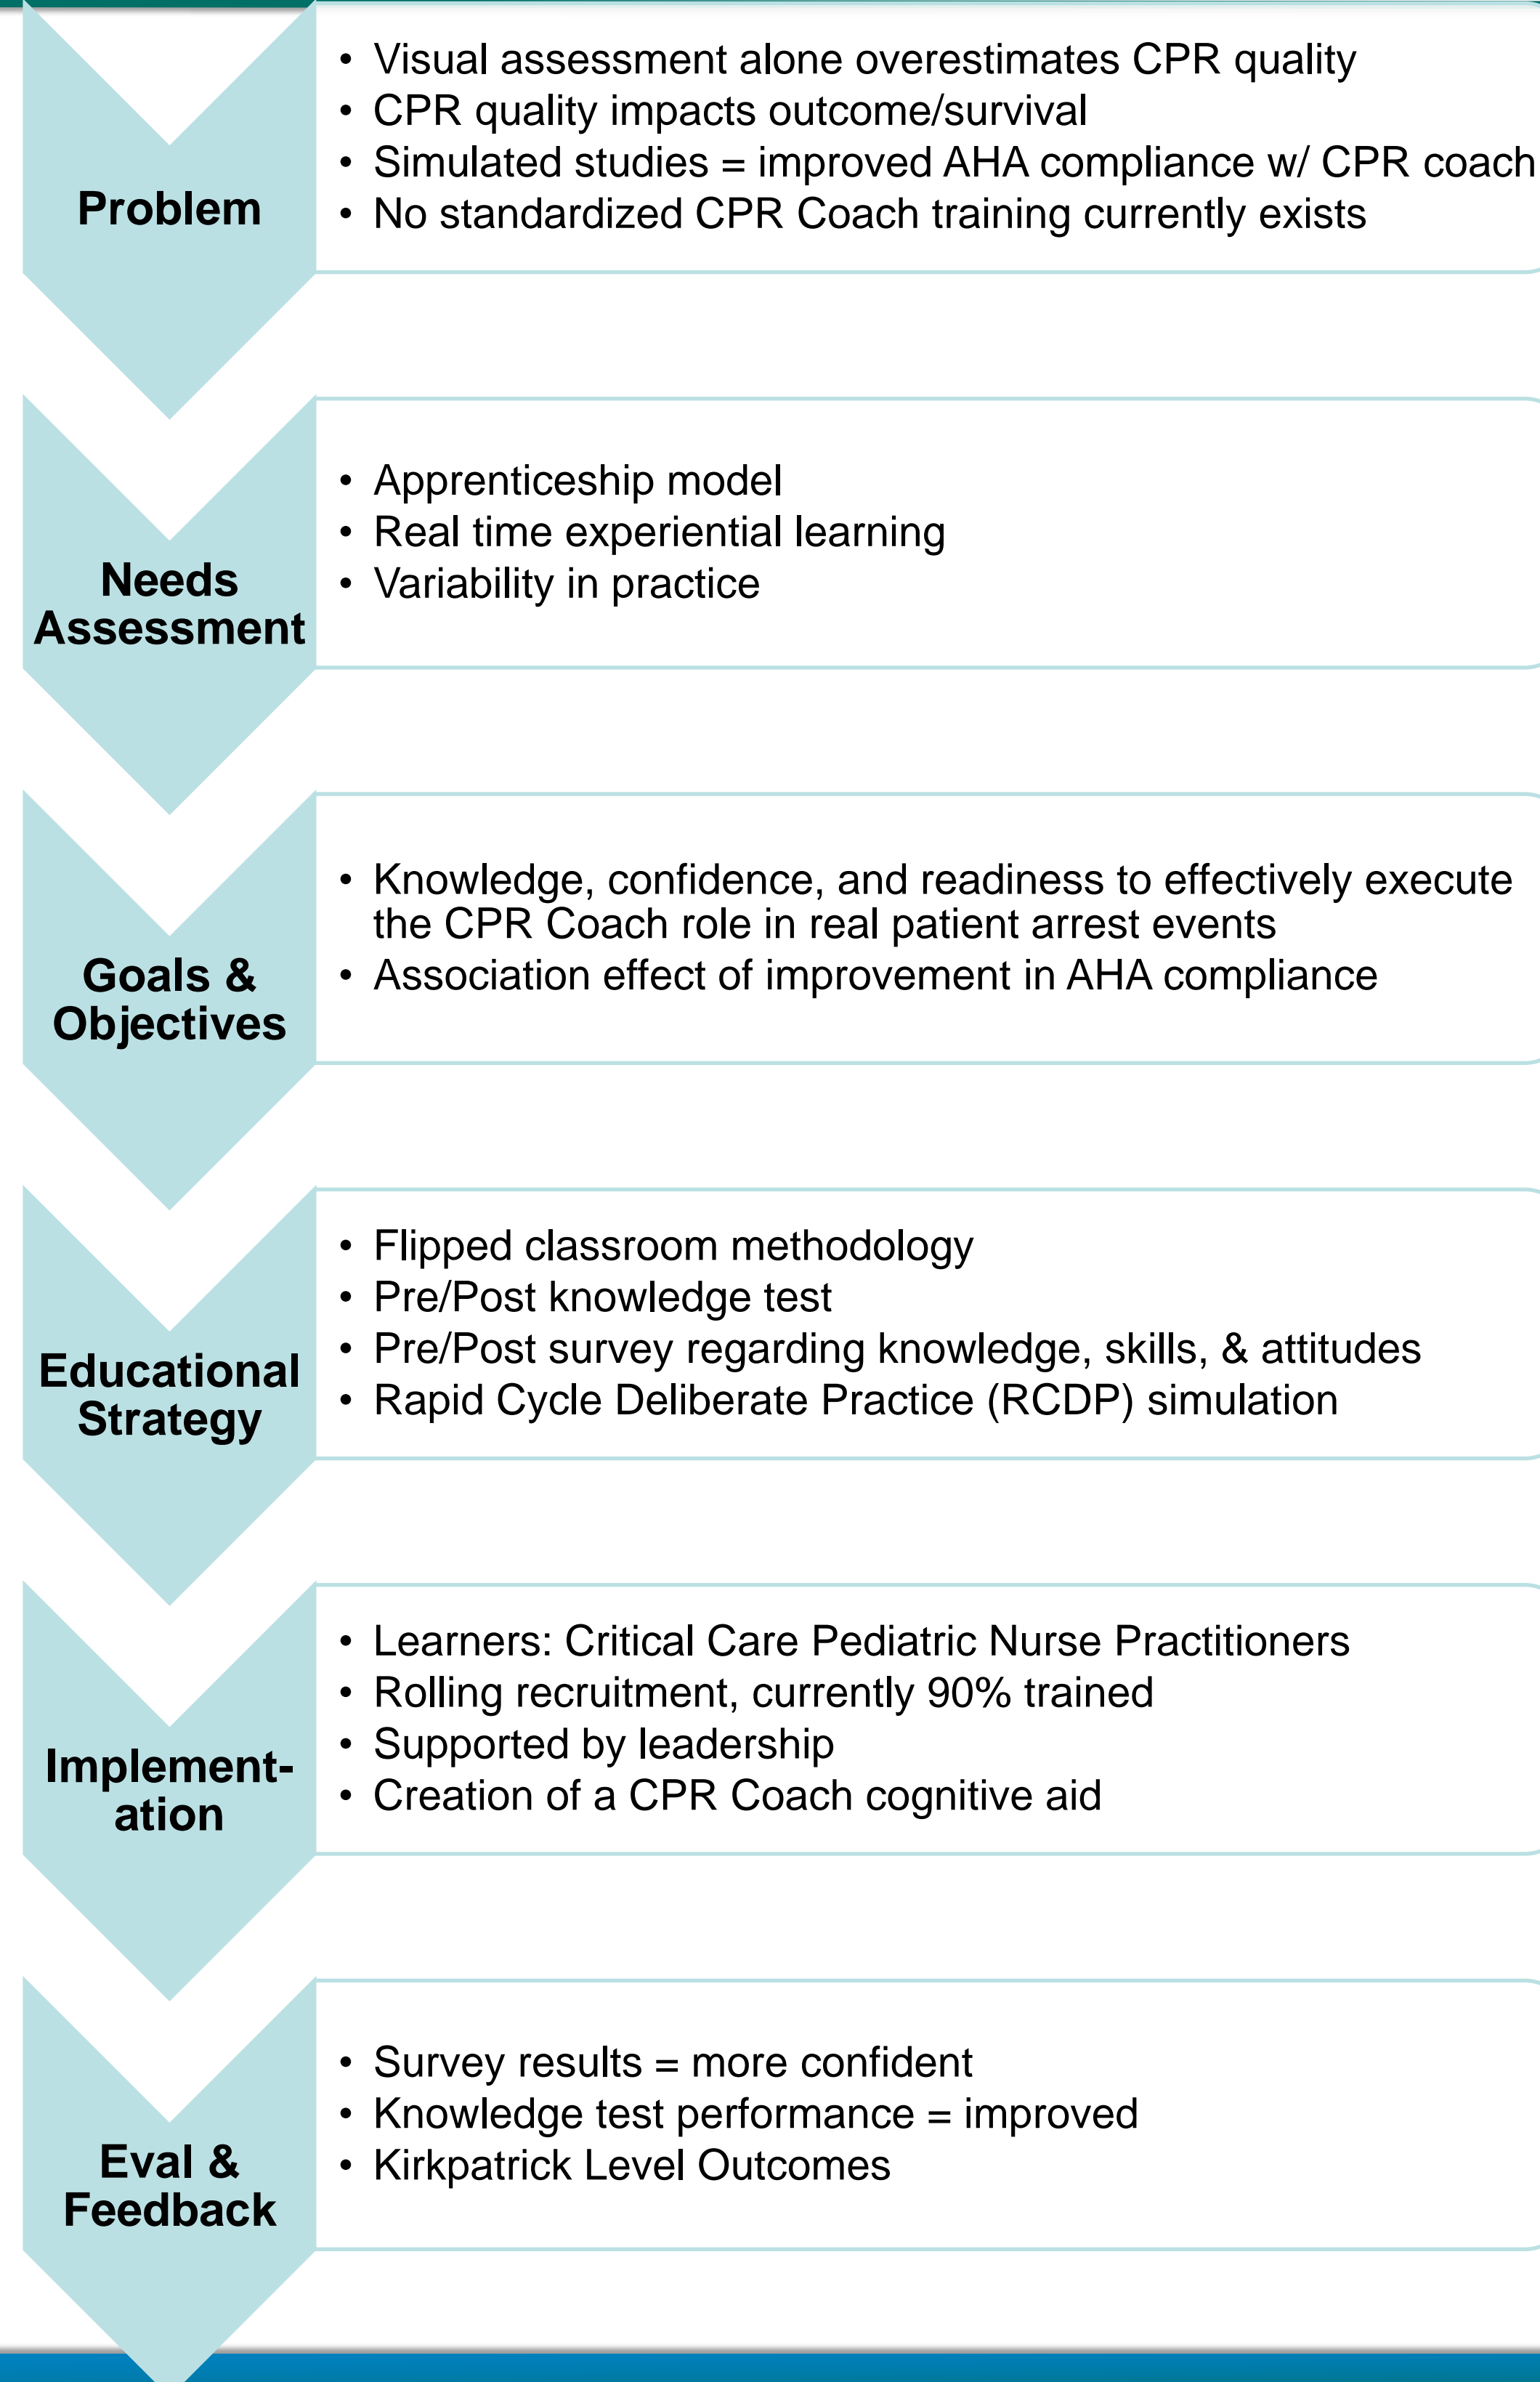 Problem
• Visual assessment alone overestimates CPR quality
• CPR quality impacts outcome/survival
• Simulated studies = improved AHA compliance w/ CPR coach
• No standardized CPR Coach training currently exists
Needs
Assessment
• Apprenticeship model
• Real time experiential learning
• Variability in practice
Goals &
Objectives
• Knowledge, confidence, and readiness to effectively execute
the CPR Coach role in real patient arrest events
• Association effect of improvement in AHA compliance
Educational
Strategy
• Flipped classroom methodology
• Pre/Post knowledge test
• Pre/Post survey regarding knowledge, skills, & attitudes
• Rapid Cycle Deliberate Practice (RCDP) simulation
Implement-
ation
• Learners: Critical Care Pediatric Nurse Practitioners
• Rolling recruitment, currently 90% trained
• Supported by leadership
• Creation of a CPR Coach cognitive aid
Eval &
Feedback
• Survey results = more confident
• Knowledge test performance = improved
• Kirkpatrick Level Outcomes